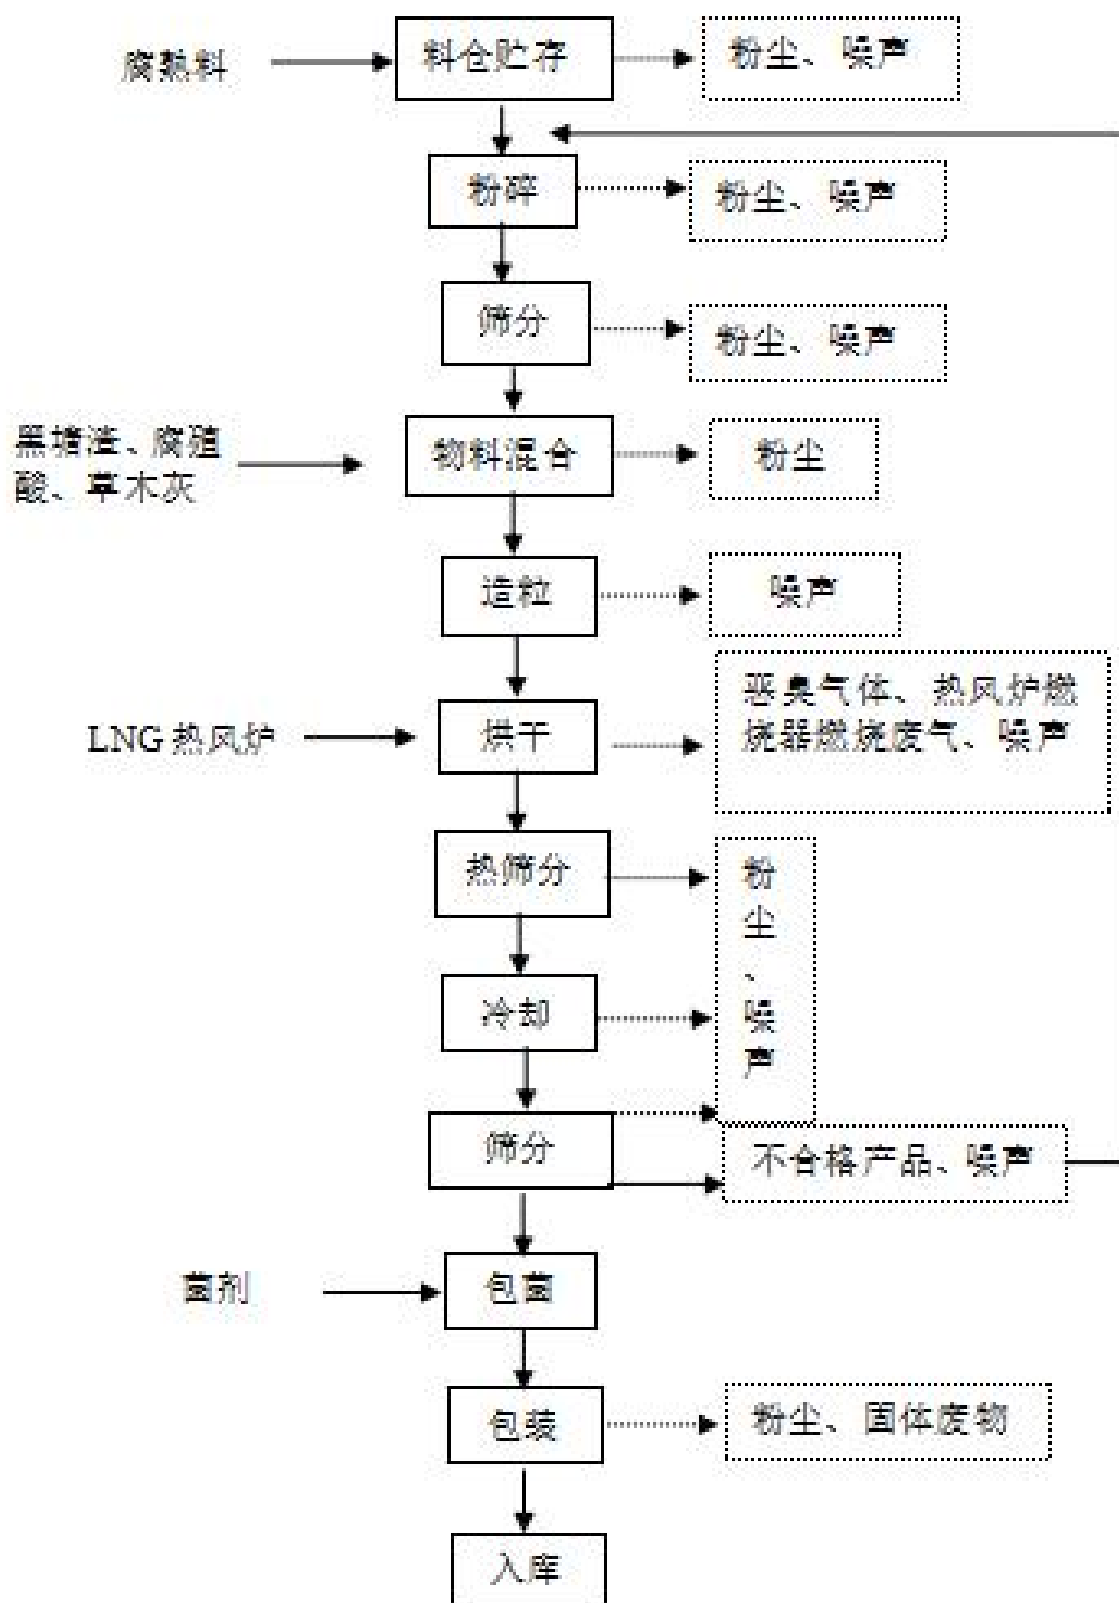 腐熟料
料仓贮存
粉尘、噪声
粉碎
粉尘、噪声
筛分
粉尘、噪声
黑塘渣、腐殖
酸、草木灰
物料混合
粉尘
造粒
噪声
LNG 热风炉
烘干
恶臭气体、热风炉燃
烧器燃烧废气、噪声
热筛分
粉
尘
、
噪
声
冷却
筛分
不合格产品、噪声
菌剂
包菌
包装
粉尘、固体废物
入库